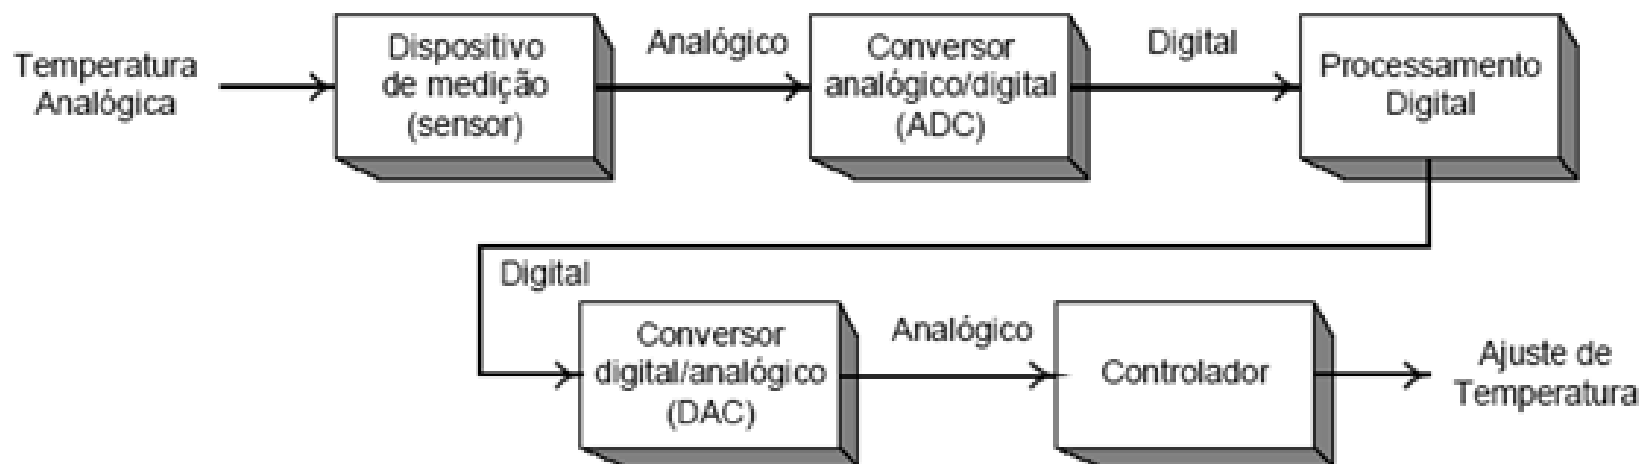 Temperatura
Analógica
Dispositivo
de medição
(sensor)
Analógico
Conversor
analógico/digital
(ADC)
Digital
Processamento
Digital
Digital
Conversor
digital/analógico
(DAC)
Analógico
Controlador
Ajuste de
Temperatura